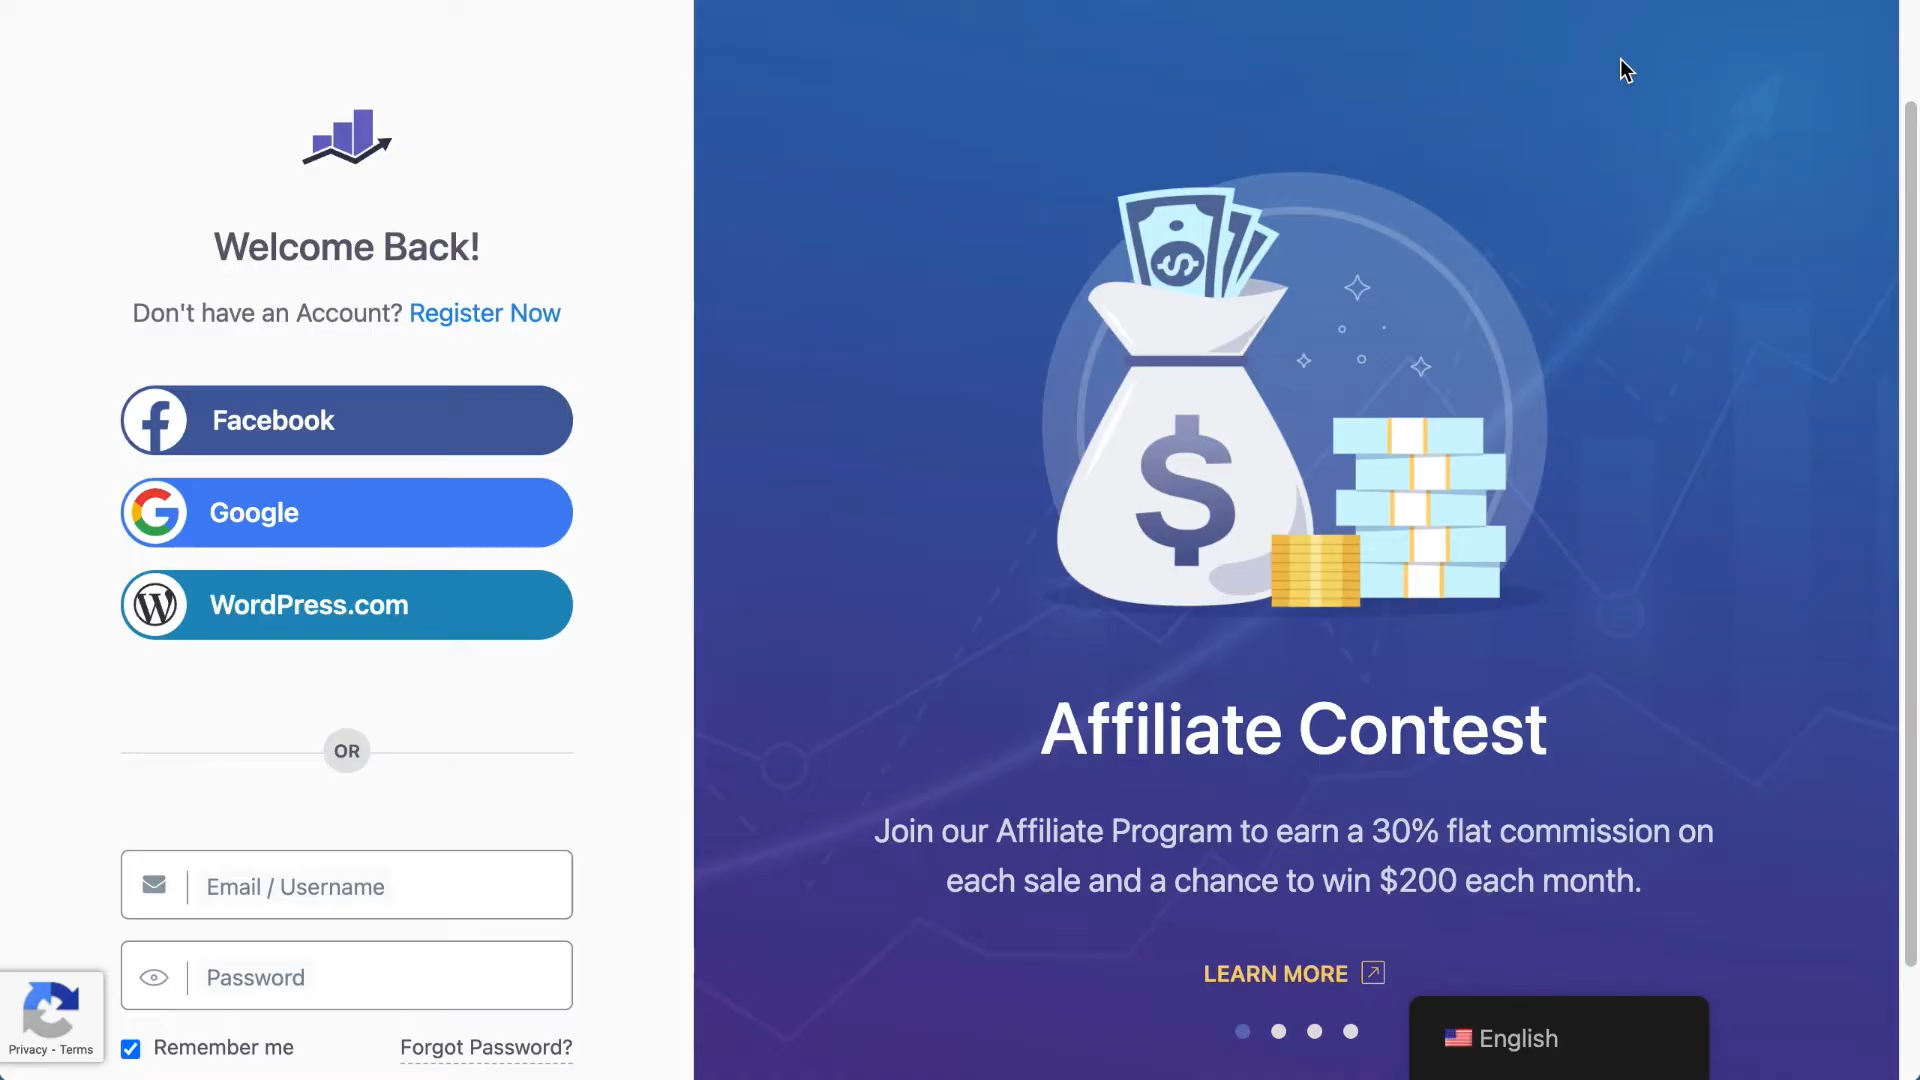 Welcome Back!
Don't have an Account? Register Now
Facebook
Google
WordPress.com
OR
Email / Username
Password
Remember me
Forgot Password?
Privacy - Terms
$
$
Affiliate Contest
Join our Affiliate Program to earn a 30% flat commission on
each sale and a chance to win $200 each month.
LEARN MORE
English